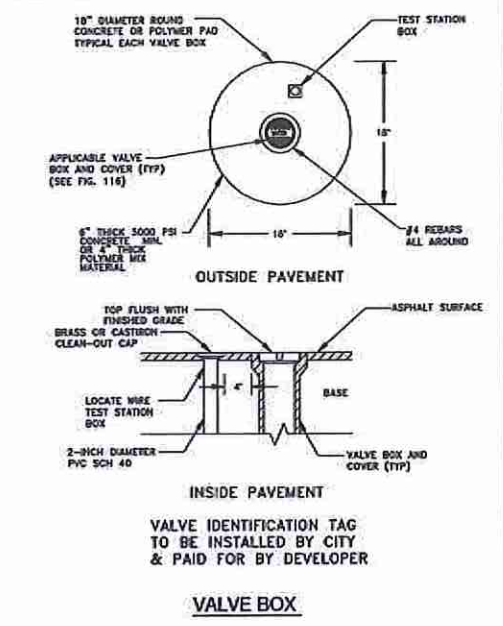 18" DIAMETER ROUND
CONCRETE OR POLYMER PAD
TYPICAL EACH VALVE BOX
TEST STATION
BOX
APPLICABLE VALVE
BOX AND COVER (TYP)
(SEE FIG. 116)
18"
6" THICK 3000 PSI
CONCRETE MIN.
OR 4" THICK
POLYMER MIX
MATERIAL
18"
#4 REBARS
ALL AROUND
OUTSIDE PAVEMENT
TOP FLUSH WITH
FINISHED GRADE
ASPHALT SURFACE
BRASS OR CASTIRON
CLEAN-OUT CAP
LOCATE WIRE
TEST STATION
BOX
4"
BASE
2-INCH DIAMETER
PVC SCH 40
VALVE BOX AND
COVER (TYP)
INSIDE PAVEMENT
VALVE IDENTIFICATION TAG
TO BE INSTALLED BY CITY
& PAID FOR BY DEVELOPER
VALVE BOX